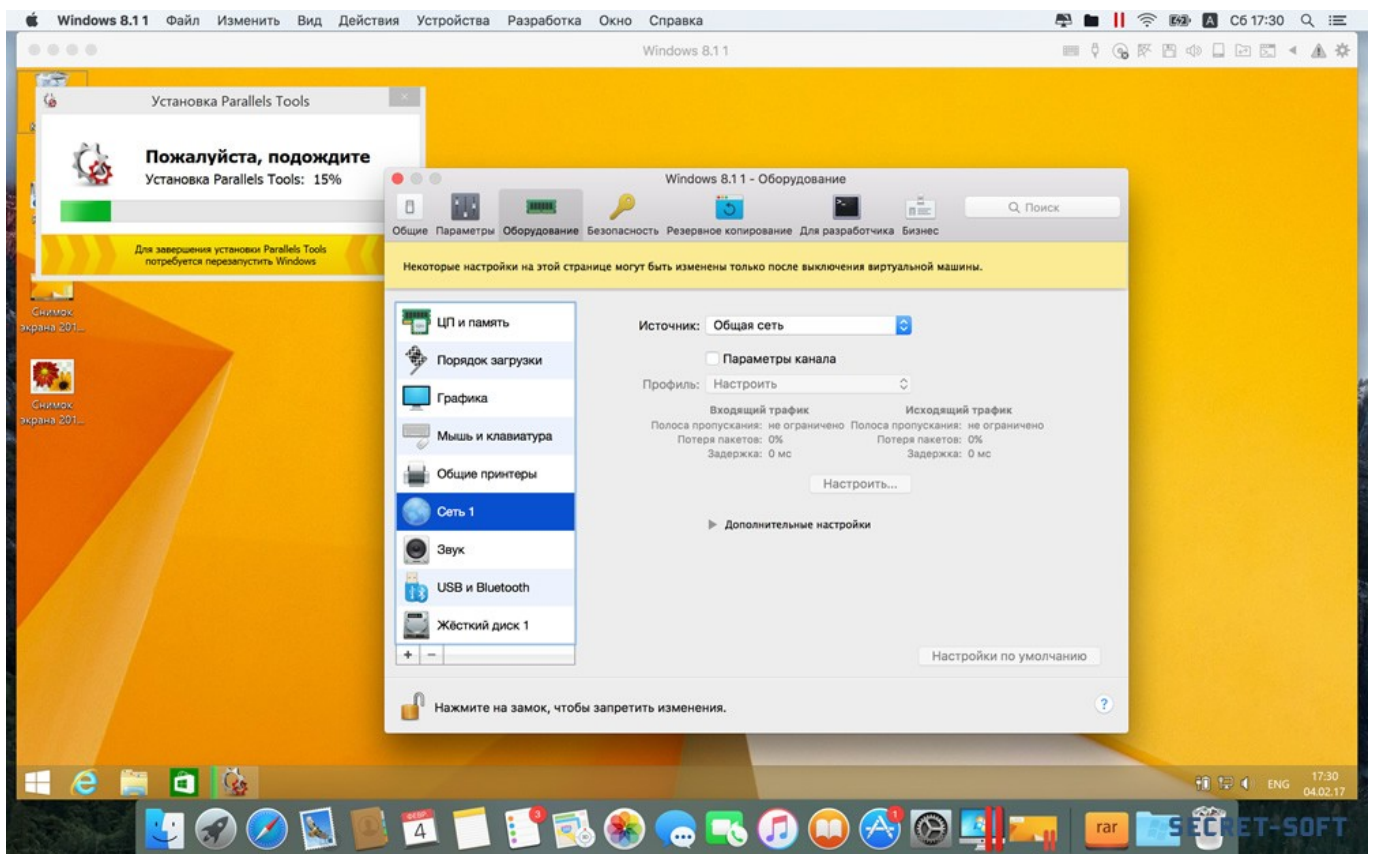 Windows 8.1 1 Файл Изменить Вид Действия Устройства Разработка Окно Справка
A Сб 17:30
Windows 8.1 1
Установка Parallels Tools
Пожалуйста, подождите
Установка Parallels Tools: 15%
Для завершения установки Parallels Tools
потребуется перезапустить Windows
Снимок
экрана 201...
Снимок
экрана 201...
Windows 8.1 1 - Оборудование
Поиск
Общие Параметры Оборудование Безопасность Резервное копирование Для разработчика Бизнес
Некоторые настройки на этой странице могут быть изменены только после выключения виртуальной машины.
ЦП и память
Порядок загрузки
Графика
Мышь и клавиатура
Общие принтеры
Сеть 1
Звук
USB и Bluetooth
Жёсткий диск 1
+ −
Источник: Общая сеть
Параметры канала
Профиль: Настроить
Входящий трафик Исходящий трафик
Полоса пропускания: не ограничено Полоса пропускания: не ограничено
Потеря пакетов: 0% Потеря пакетов: 0%
Задержка: 0 мс Задержка: 0 мс
Настроить...
Дополнительные настройки
Настройки по умолчанию
Нажмите на замок, чтобы запретить изменения.
?
ENG 17:30
04.02.17
ФЕВР
4
3
1
rar
SECRET-SOFT